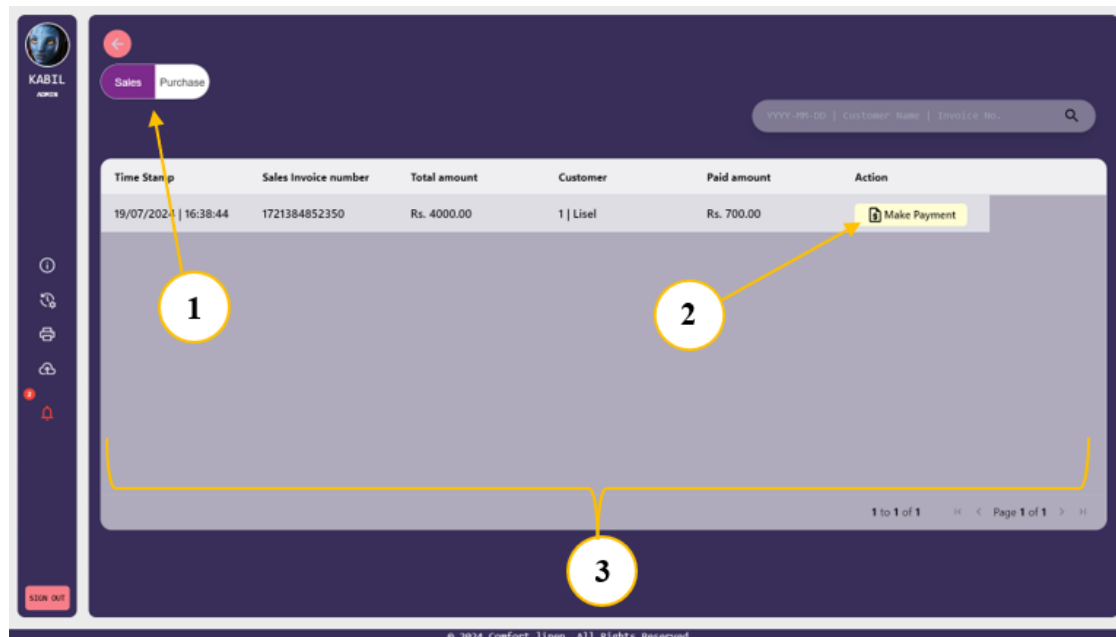 KABIL
ADMIN
Sales Purchase
YYYY-MM-DD | Customer Name | Invoice No.
Time Stamp Sales Invoice number Total amount Customer Paid amount Action
19/07/2024 | 16:38:44 1721384852350 Rs. 4000.00 1 | Lisel Rs. 700.00 Make Payment
1
2
2
1 to 1 of 1 Page 1 of 1
3
SIGN OUT
© 2024 Comfort linen. All Rights Reserved